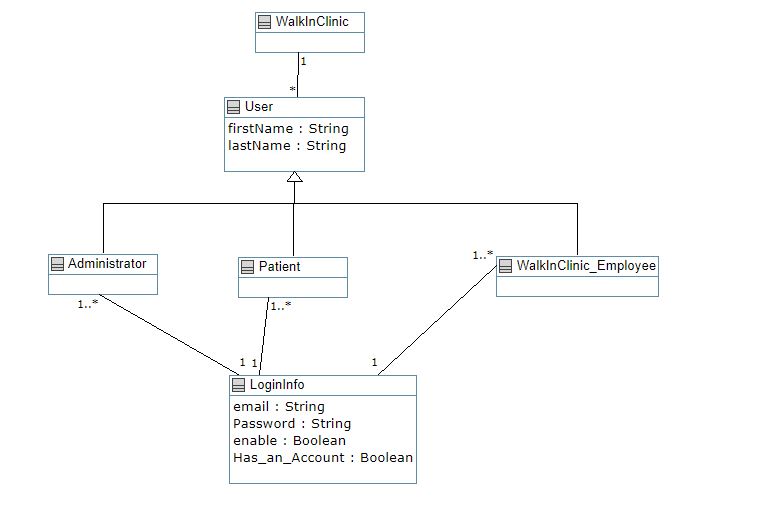 WalkInClinic
1
*
User
firstName : String
lastName : String
Administrator
Patient
1..*
WalkInClinic_Employee
1..*
1..*
1
1
1
LoginInfo
email : String
Password : String
enable : Boolean
Has_an_Account : Boolean